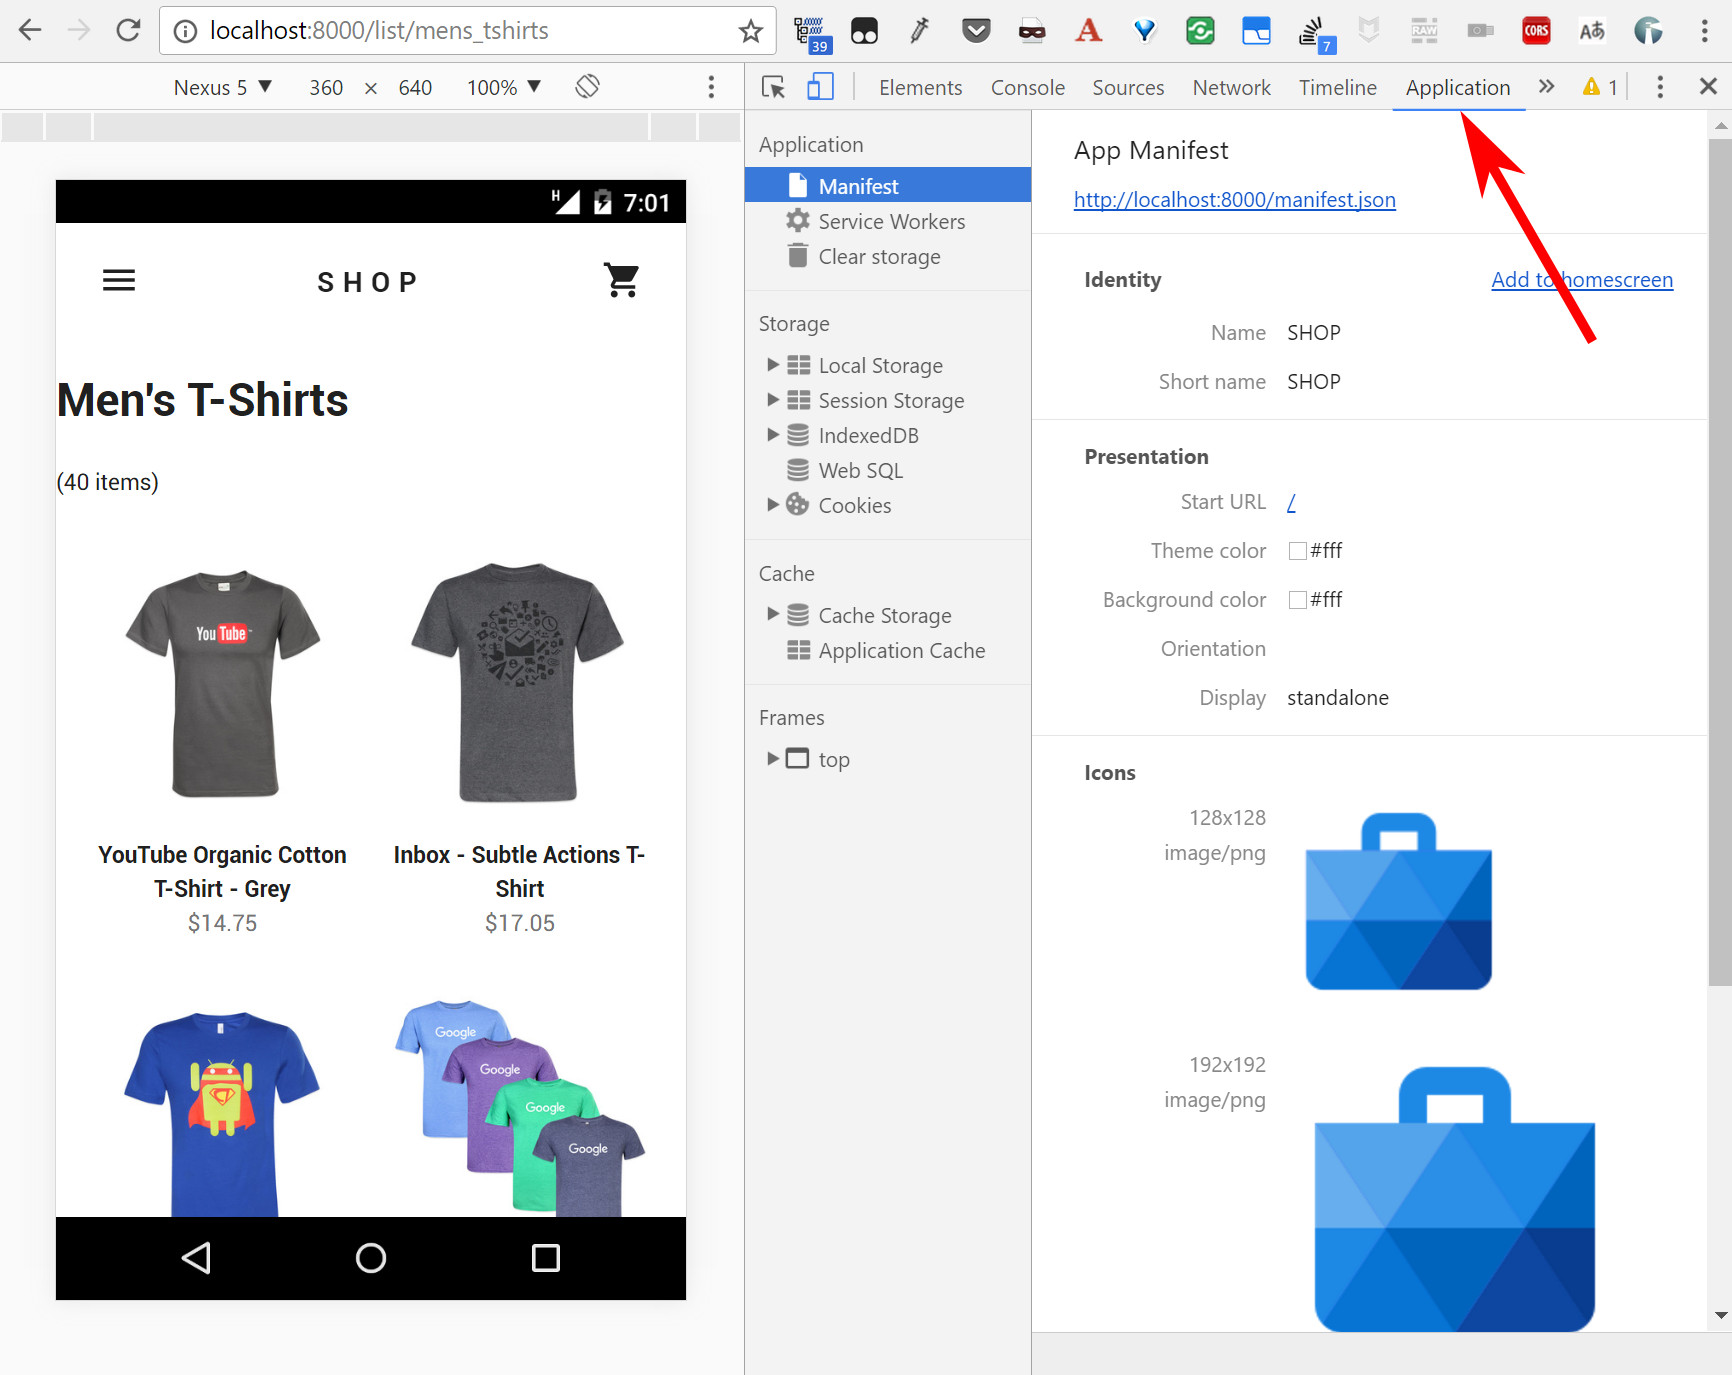 localhost:8000/list/mens_tshirts
39
7
RAW
CORS
Aあ
Nexus 5 ▼ 360 × 640 100% ▼
Elements Console Sources Network Timeline Application » 1
H 7:01
SHOP
Men's T-Shirts
(40 items)
You Tube
YouTube Organic Cotton
T-Shirt - Grey
$14.75
Inbox - Subtle Actions T-
Shirt
$17.05
Google
Google
Google
Google
Application
Manifest
Service Workers
Clear storage
Storage
Local Storage
Session Storage
IndexedDB
Web SQL
Cookies
Cache
Cache Storage
Application Cache
Frames
top
App Manifest
http://localhost:8000/manifest.json
Identity Add to homescreen
Name SHOP
Short name SHOP
Presentation
Start URL /
Theme color #fff
Background color #fff
Orientation
Display standalone
Icons
128x128
image/png
192x192
image/png